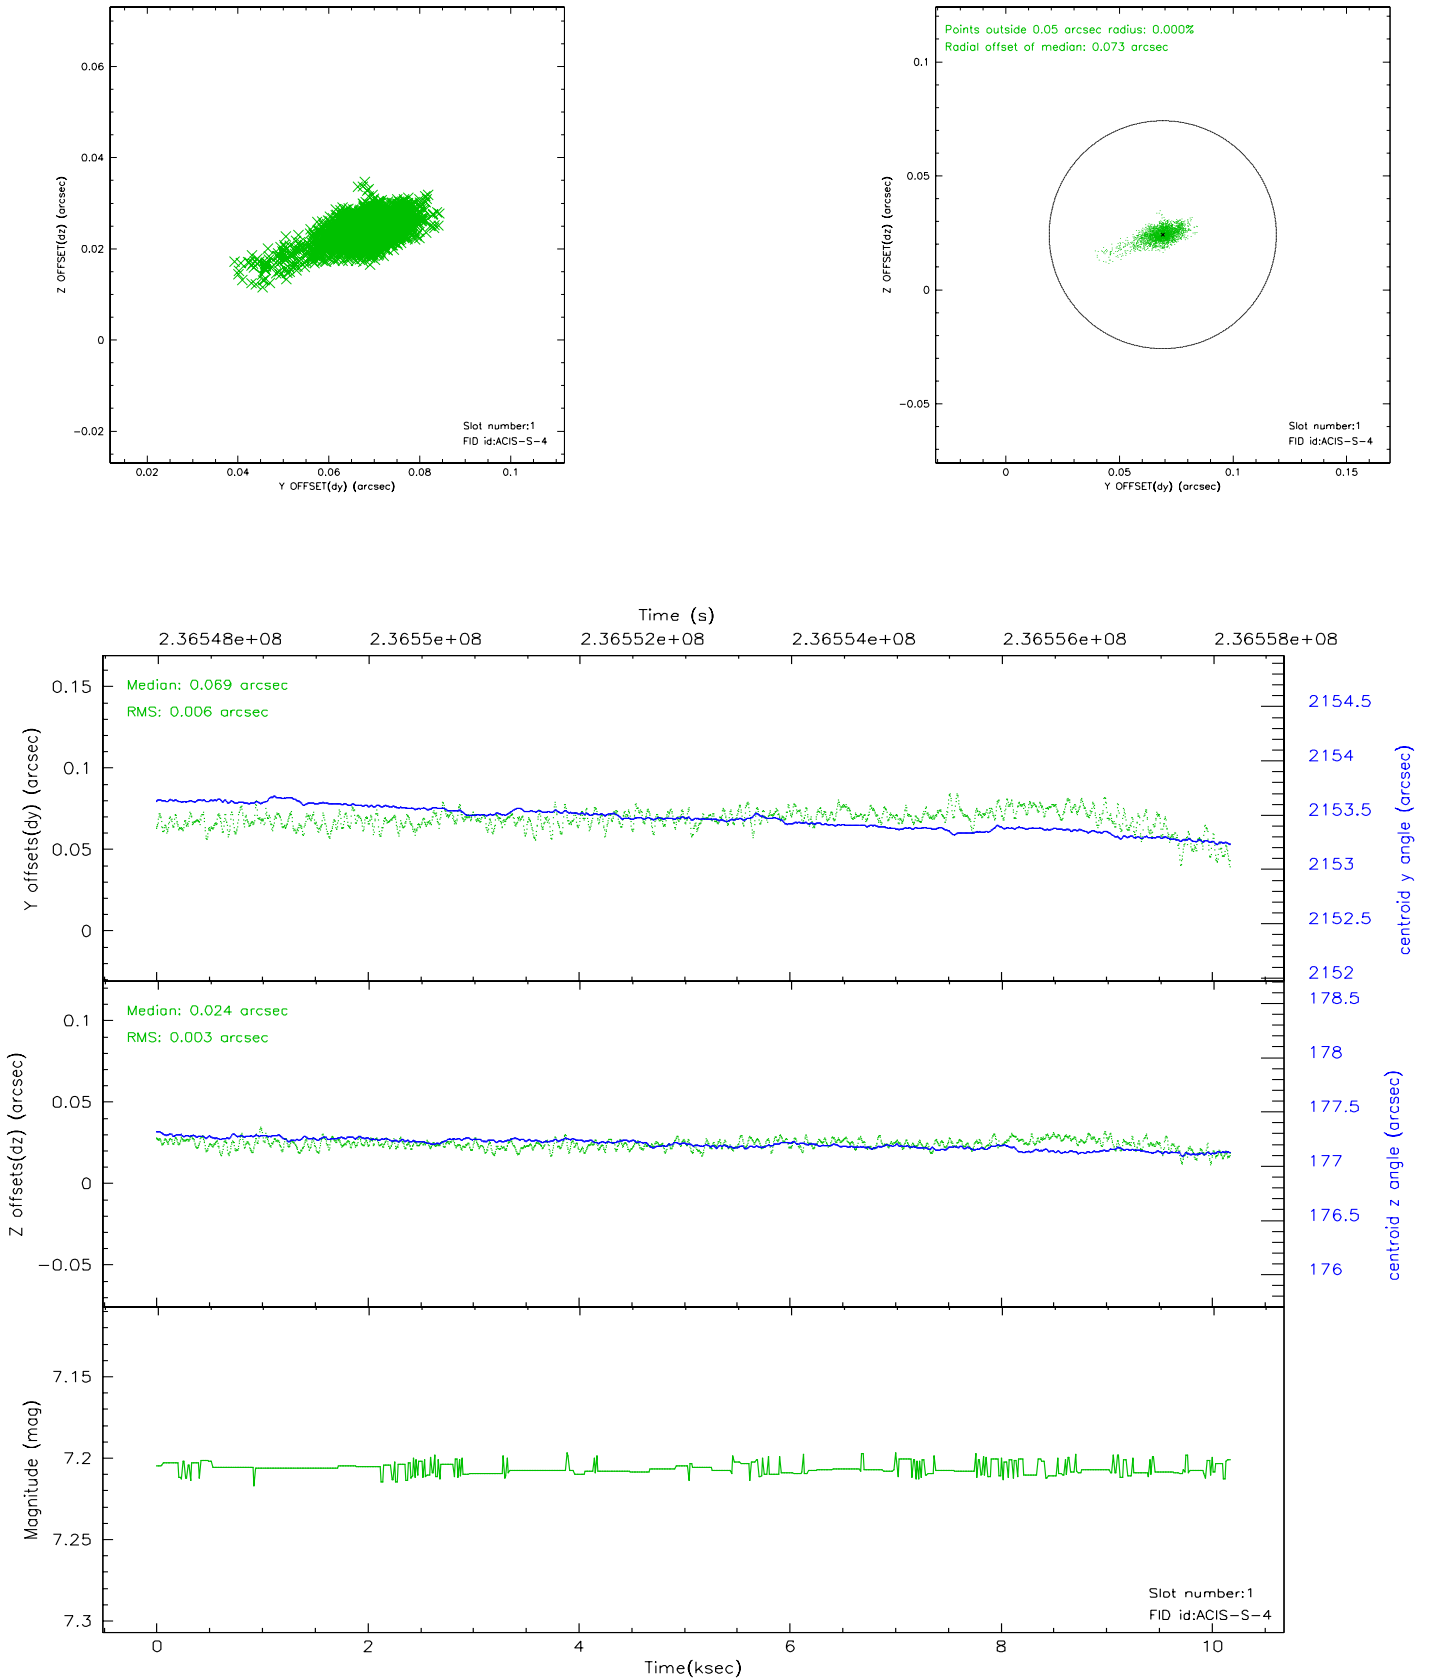 0.06
0.04
0.02
0
−0.02
Z OFFSET(dz) (arcsec)
0.02 0.04 0.06 0.08 0.1
Y OFFSET(dy) (arcsec)
Slot number:1
FID id:ACIS−S−4
Points outside 0.05 arcsec radius: 0.000%
Radial offset of median: 0.073 arcsec
0.1
0.05
0
−0.05
Z OFFSET(dz) (arcsec)
0 0.05 0.1 0.15
Y OFFSET(dy) (arcsec)
Slot number:1
FID id:ACIS−S−4
Time (s)
2.36548e+08 2.3655e+08 2.36552e+08 2.36554e+08 2.36556e+08 2.36558e+08
Median: 0.069 arcsec
RMS: 0.006 arcsec
0.15
0.1
0.05
0
Y offsets(dy) (arcsec)
2154.5
2154
2153.5
2153
2152.5
2152
centroid y angle (arcsec)
Median: 0.024 arcsec
RMS: 0.003 arcsec
0.1
0.05
0
−0.05
Z offsets(dz) (arcsec)
178.5
178
177.5
177
176.5
176
centroid z angle (arcsec)
7.15
7.2
7.25
7.3
Magnitude (mag)
Slot number:1
FID id:ACIS−S−4
0 2 4 6 8 10
Time(ksec)